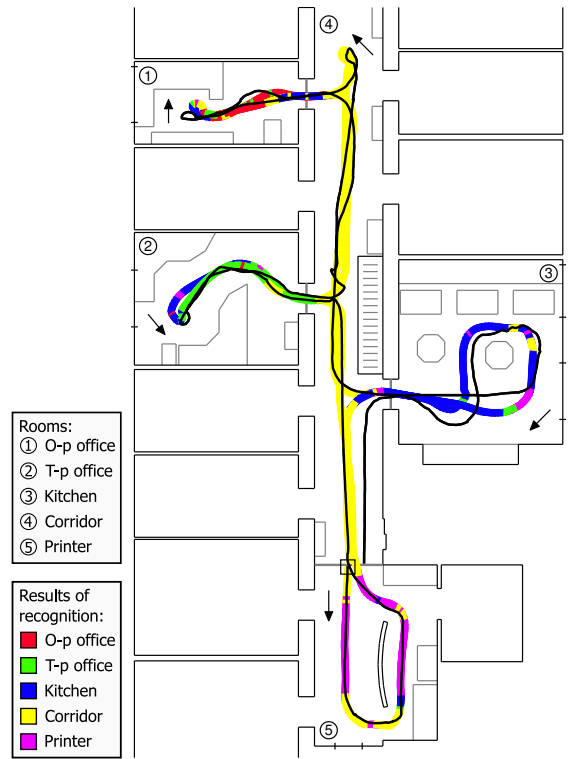 ④
①
②
③
Rooms:
① O-p office
② T-p office
③ Kitchen
④ Corridor
⑤ Printer
Results of
recognition:
O-p office
T-p office
Kitchen
Corridor
Printer
⑤